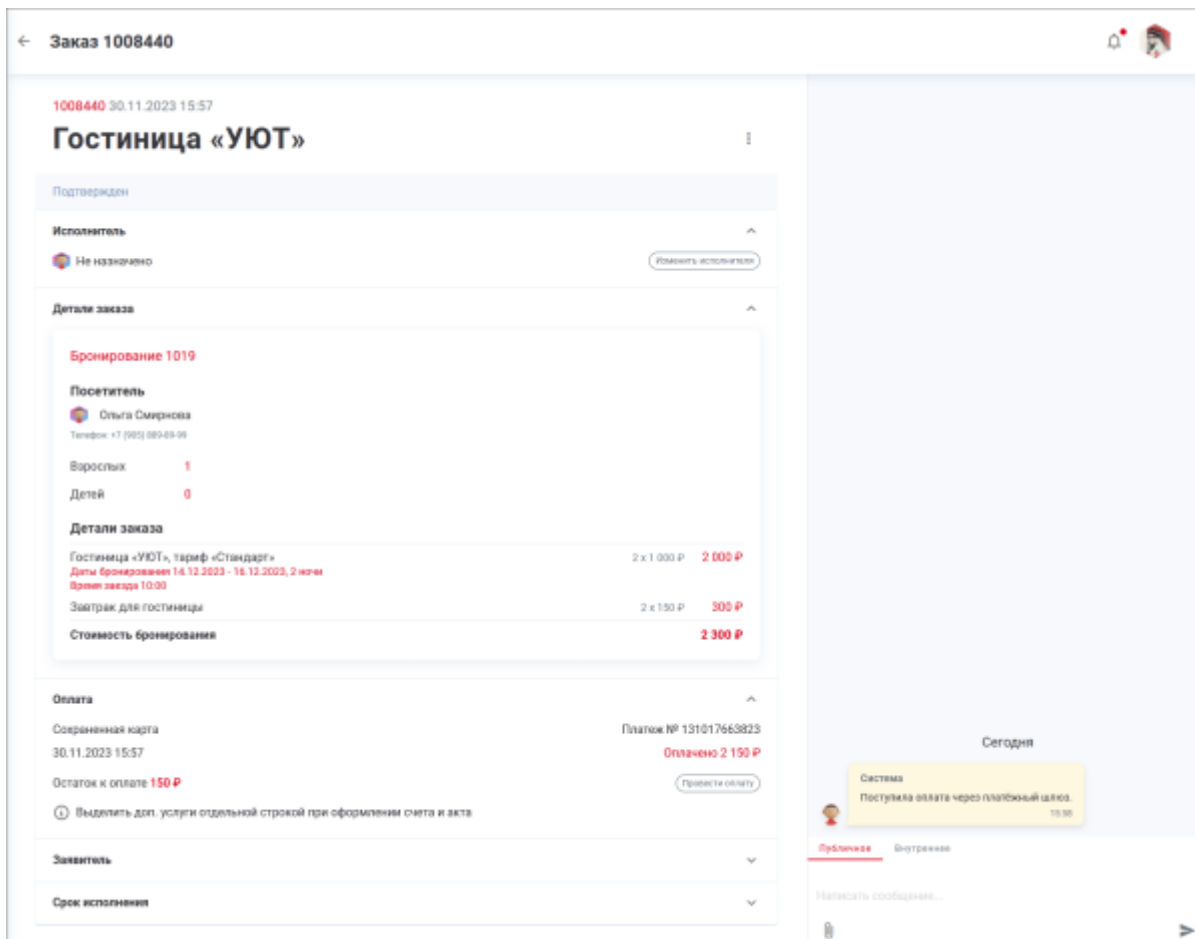 Заказ 1008440
1008440 30.11.2023 15:57
Гостиница «УЮТ»
Подтвержден
Исполнитель
Не назначено
Изменить исполнителя
Детали заказа
Бронирование 1019
Посетитель
Ольга Смирнова
Телефон: +7 (985) 089-89-99
Взрослых 1
Детей 0
Детали заказа
Гостиница «УЮТ», тариф «Стандарт» 2 x 1 000 ₽ 2 000 ₽
Даты бронирования 14.12.2023 - 16.12.2023, 2 ночи
Время заезда 10:00
Завтрак для гостиницы 2 x 150 ₽ 300 ₽
Стоимость бронирования 2 300 ₽
Оплата
Сохраненная карта Платеж № 131017663823
30.11.2023 15:57 Оплачено 2 150 ₽
Остаток к оплате 150 ₽ Провести оплату
Выделить доп. услуги отдельной строкой при оформлении счета и акта
Заявитель
Срок исполнения
Сегодня
Система
Поступила оплата через платёжный шлюз.
15:58
Публичное Внутреннее
Написать сообщение...